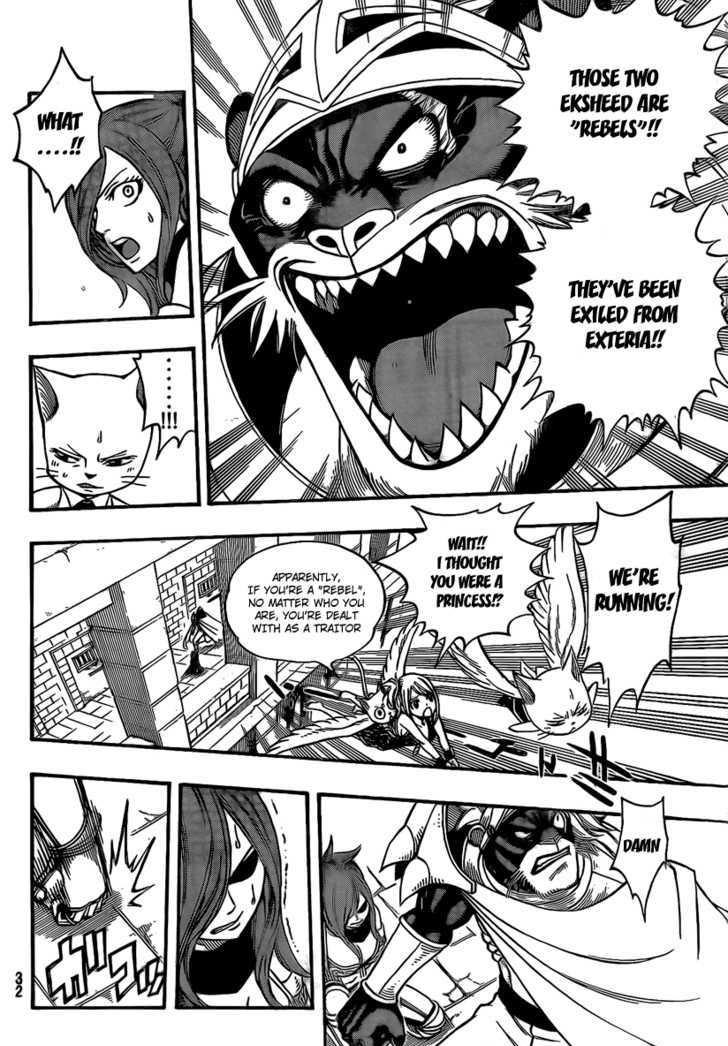 THOSE TWO
EKSHEED ARE
"REBELS"!!
THEY'VE BEEN
EXILED FROM
EXTERIA!!
WHAT
....!!
......
!!!
WE'RE
RUNNING!
WAIT!!
I THOUGHT
YOU WERE A
PRINCESS!?
APPARENTLY,
IF YOU'RE A "REBEL",
NO MATTER WHO YOU
ARE, YOU'RE DEALT
WITH AS A TRAITOR
DAMN
32